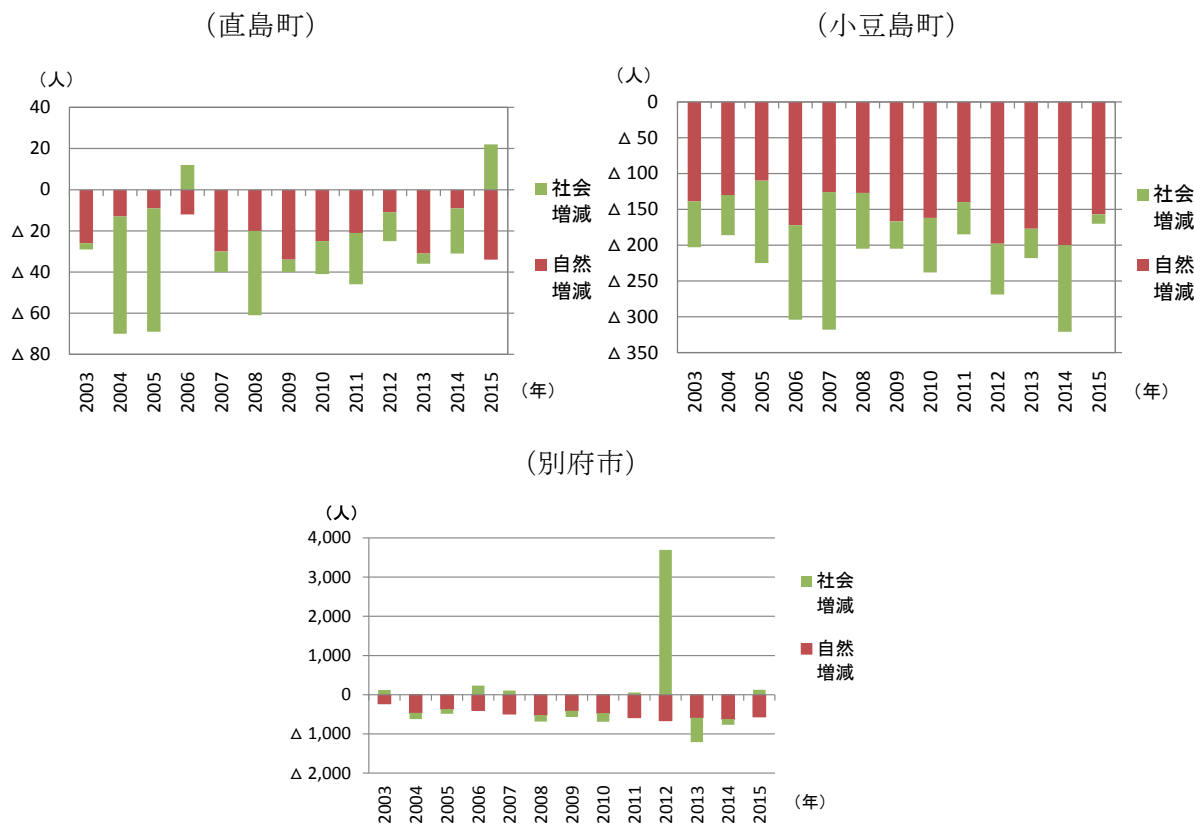 (直島町)
(人)
40
20
0
△ 20
△ 40
△ 60
△ 80
2003
2004
2005
2006
2007
2008
2009
2010
2011
2012
2013
2014
2015
(年)
社会
増減
自然
増減
(小豆島町)
(人)
0
△ 50
△ 100
△ 150
△ 200
△ 250
△ 300
△ 350
2003
2004
2005
2006
2007
2008
2009
2010
2011
2012
2013
2014
2015
(年)
社会
増減
自然
増減
(別府市)
(人)
4,000
3,000
2,000
1,000
0
△ 1,000
△ 2,000
2003
2004
2005
2006
2007
2008
2009
2010
2011
2012
2013
2014
2015
(年)
社会
増減
自然
増減